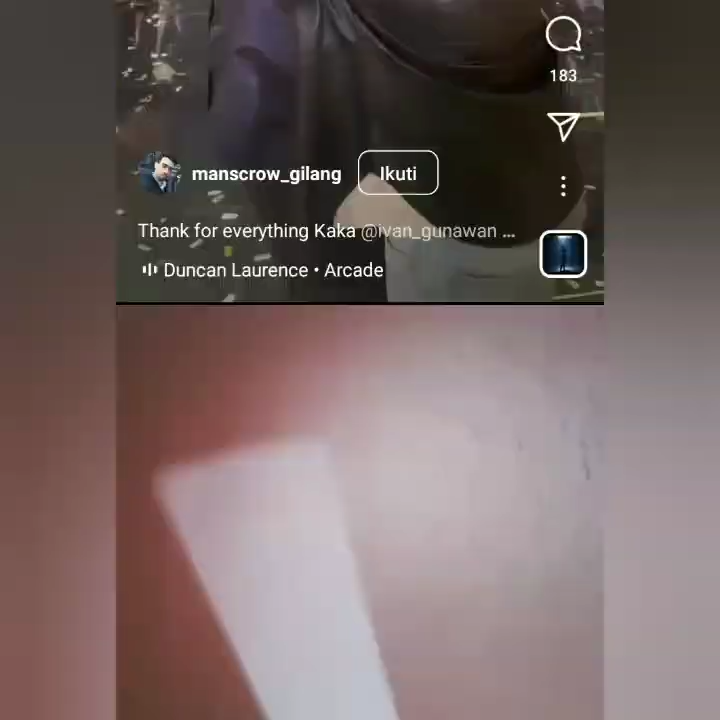 183
manscrow_gilang
Ikuti
Thank for everything Kaka @ivan_gunawan ...
Duncan Laurence • Arcade